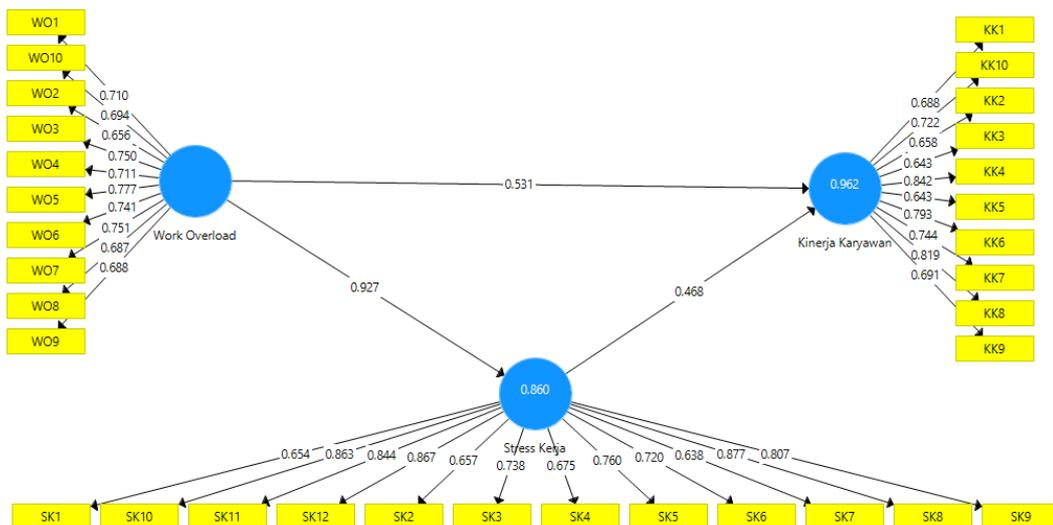 WO1
WO10
WO2
WO3
WO4
WO5
WO6
WO7
WO8
WO9
0.710
0.694
0.656
0.750
0.711
0.777
0.741
0.751
0.687
0.688
Work Overload
0.531
0.927
0.468
0.962
Kinerja Karyawan
0.688
0.722
0.658
0.643
0.842
0.643
0.793
0.744
0.819
0.691
KK1
KK10
KK2
KK3
KK4
KK5
KK6
KK7
KK8
KK9
0.860
Stress Kerja
0.654 0.863 0.844 0.867 0.657 0.738 0.675 0.760 0.720 0.638 0.877 0.807
SK1 SK10 SK11 SK12 SK2 SK3 SK4 SK5 SK6 SK7 SK8 SK9